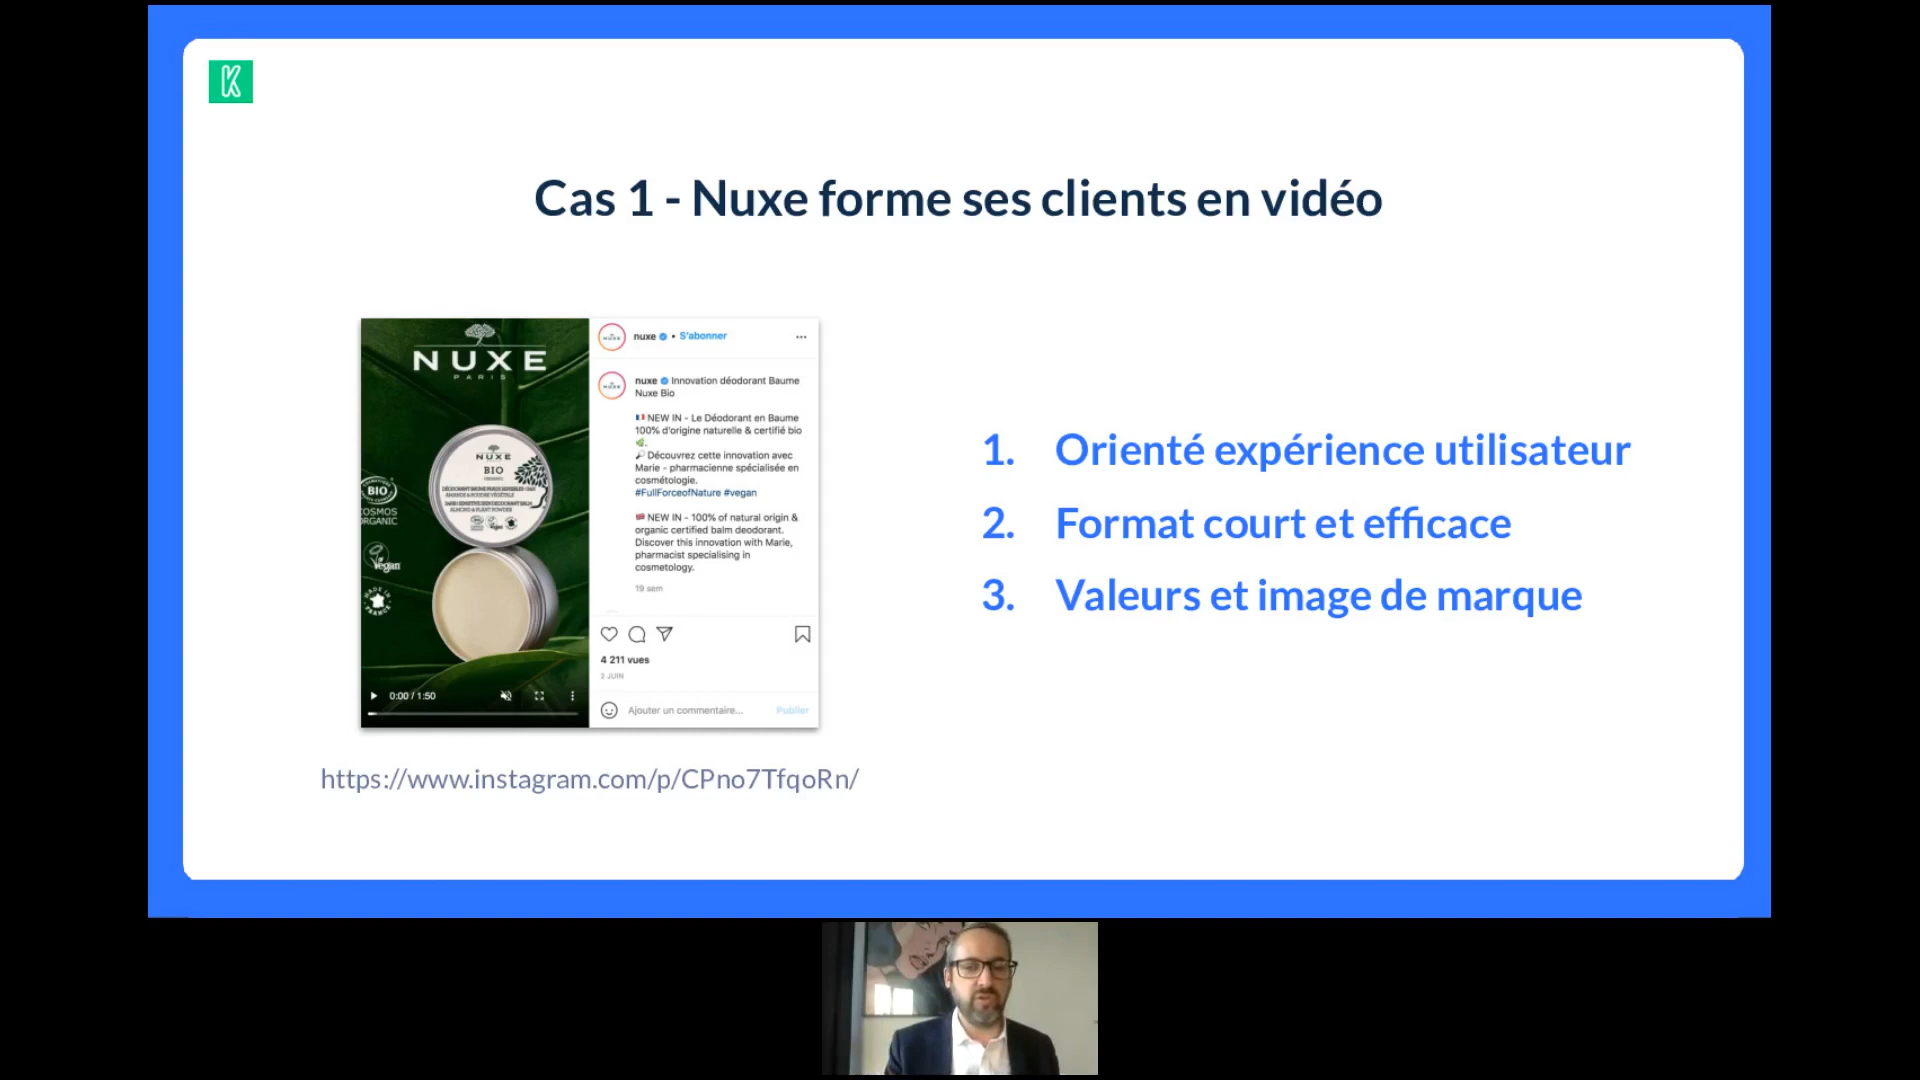 K
Cas 1 - Nuxe forme ses clients en vidéo
NUXE
PARIS
NUXE
BIO
ORGANIC
BIO
COSMOS
ORGANIC
vegan
MADE IN
FRANCE
0:00 / 1:50
nuxe • S'abonner
nuxe Innovation déodorant Baume
Nuxe Bio
🇫🇷 NEW IN - Le Déodorant en Baume
100% d'origine naturelle & certifié bio
🌿.
🔎 Découvrez cette innovation avec
Marie - pharmacienne spécialisée en
cosmétologie.
#FullForceofNature #vegan
🇬🇧 NEW IN - 100% of natural origin &
organic certified balm deodorant.
Discover this innovation with Marie,
pharmacist specialising in
cosmetology.
19 sem
4 211 vues
2 JUIN
Ajouter un commentaire... Publier
https://www.instagram.com/p/CPno7TfqoRn/
1. Orienté expérience utilisateur
2. Format court et efficace
3. Valeurs et image de marque